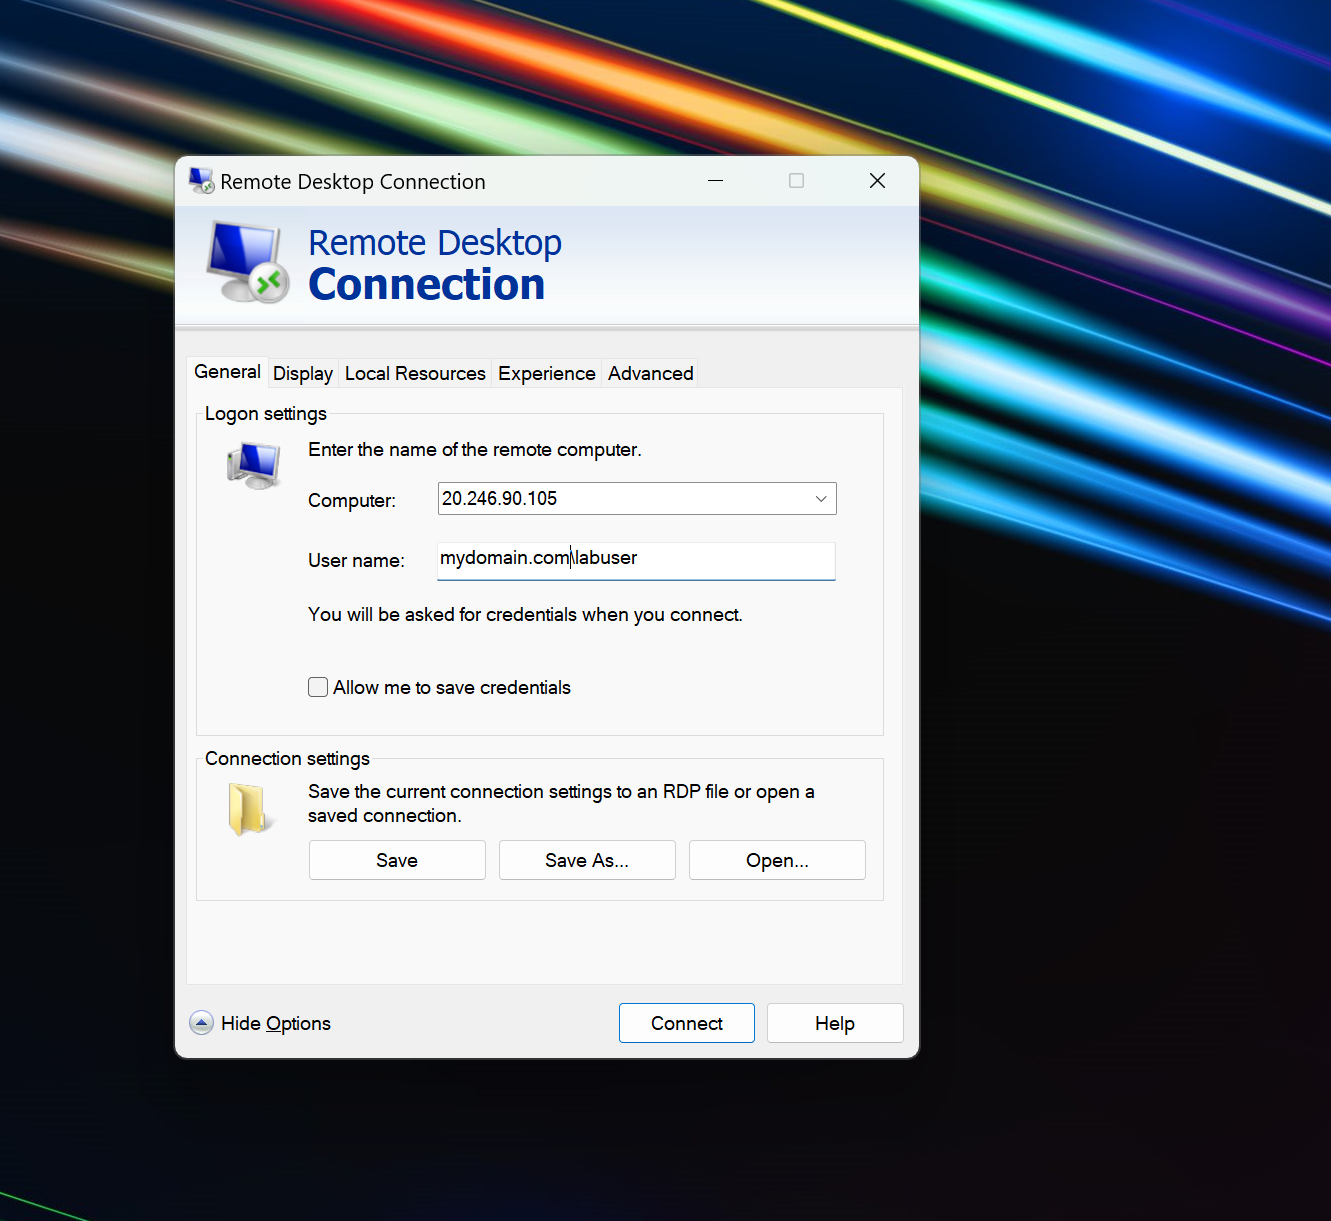 Remote Desktop Connection
Remote Desktop
Connection
General Display Local Resources Experience Advanced
Logon settings
Enter the name of the remote computer.
Computer: 20.246.90.105
User name: mydomain.com\labuser
You will be asked for credentials when you connect.
Allow me to save credentials
Connection settings
Save the current connection settings to an RDP file or open a
saved connection.
Save Save As... Open...
Hide Options Connect Help